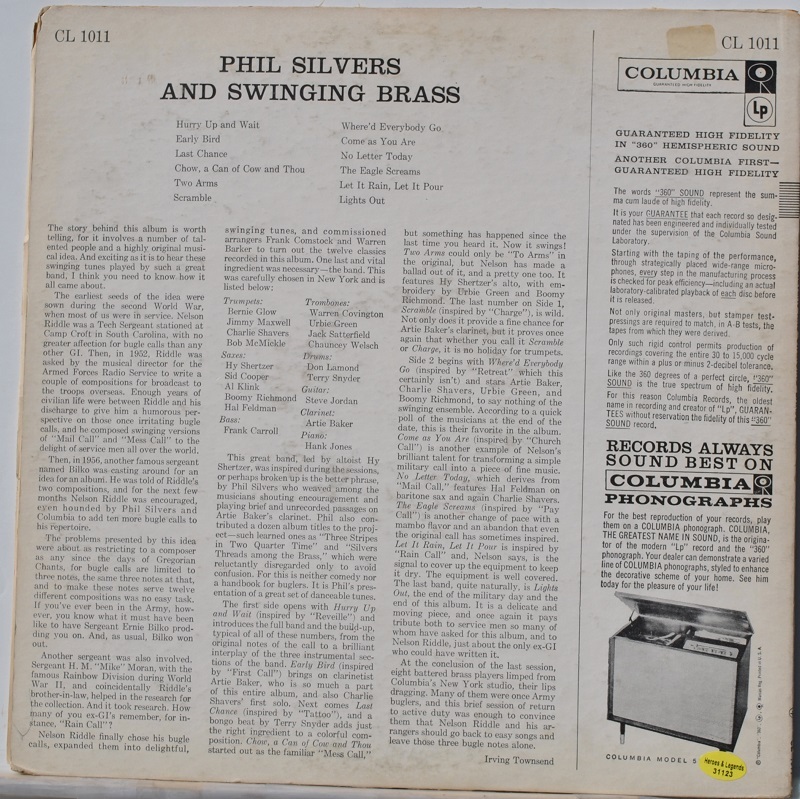 CL 1011
PHIL SILVERS
AND SWINGING BRASS
Hurry Up and Wait
Early Bird
Last Chance
Chow, a Can of Cow and Thou
Two Arms
Scramble
Where'd Everybody Go
Come as You Are
No Letter Today
The Eagle Screams
Let It Rain, Let It Pour
Lights Out
The story behind this album is worth
telling, for it involves a number of tal-
ented people and a highly original musi-
cal idea. And exciting as it is to hear these
swinging tunes played by such a great
band, I think you need to know how it
all came about.
The earliest seeds of the idea were
sown during the second World War,
when most of us were in service. Nelson
Riddle was a Tech Sergeant stationed at
Camp Croft in South Carolina, with no
greater affection for bugle calls than any
other GI. Then, in 1952, Riddle was
asked by the musical director for the
Armed Forces Radio Service to write a
couple of compositions for broadcast to
the troops overseas. Enough years of
civilian life were between Riddle and his
discharge to give him a humorous per-
spective on those once irritating bugle
calls, and he composed swinging versions
of "Mail Call" and "Mess Call" to the
delight of service men all over the world.
Then, in 1956, another famous sergeant
named Bilko was casting around for an
idea for an album. He was told of Riddle's
two compositions, and for the next few
months Nelson Riddle was encouraged,
even hounded by Phil Silvers and
Columbia to add ten more bugle calls to
his repertoire.
The problems presented by this idea
were about as restricting to a composer
as any since the days of Gregorian
Chants, for bugle calls are limited to
three notes, the same three notes at that,
and to make these notes serve twelve
different compositions was no easy task.
If you've ever been in the Army, how-
ever, you know what it must have been
like to have Sergeant Ernie Bilko prod-
ding you on. And, as usual, Bilko won
out.
Another sergeant was also involved.
Sergeant H. M. "Mike" Moran, with the
famous Rainbow Division during World
War II, and coincidentally Riddle's
brother-in-law, helped in the research for
the collection. And it took research. How
many of you ex-GI's remember, for in-
stance, "Rain Call"?
Nelson Riddle finally chose his bugle
calls, expanded them into delightful,
swinging tunes, and commissioned
arrangers Frank Comstock and Warren
Barker to turn out the twelve classics
recorded in this album. One last and vital
ingredient was necessary—the band. This
was carefully chosen in New York and is
listed below:
Trumpets:
Bernie Glow
Jimmy Maxwell
Charlie Shavers
Bob McMickle
Saxes:
Hy Shertzer
Sid Cooper
Al Klink
Boomy Richmond
Hal Feldman
Bass:
Frank Carroll
Trombones:
Warren Covington
Urbie Green
Jack Satterfield
Chauncey Welsch
Drums:
Don Lamond
Terry Snyder
Guitar:
Steve Jordan
Clarinet:
Artie Baker
Piano:
Hank Jones
This great band, led by altoist Hy
Shertzer, was inspired during the sessions,
or perhaps broken up is the better phrase,
by Phil Silvers who weaved among the
musicians shouting encouragement and
playing brief and unrecorded passages on
Artie Baker's clarinet. Phil also con-
tributed a dozen album titles to the proj-
ect—such learned ones as "Three Stripes
in Two Quarter Time" and "Silvers
Threads among the Brass," which were
reluctantly disregarded only to avoid
confusion. For this is neither comedy nor
a handbook for buglers. It is Phil's pres-
entation of a great set of danceable tunes.
The first side opens with Hurry Up
and Wait (inspired by "Reveille") and
introduces the full band and the build-up,
typical of all of these numbers, from the
original notes of the call to a brilliant
interplay of the three instrumental sec-
tions of the band. Early Bird (inspired
by "First Call") brings on clarinetist
Artie Baker, who is so much a part
of this entire album, and also Charlie
Shavers' first solo. Next comes Last
Chance (inspired by "Tattoo"), and a
bongo beat by Terry Snyder adds just
the right ingredient to a colorful com-
position. Chow, a Can of Cow and Thou
started out as the familiar "Mess Call,"
but something has happened since the
last time you heard it. Now it swings!
Two Arms could only be "To Arms" in
the original, but Nelson has made a
ballad out of it, and a pretty one too. It
features Hy Shertzer's alto, with em-
broidery by Urbie Green and Boomy
Richmond. The last number on Side 1,
Scramble (inspired by "Charge"), is wild.
Not only does it provide a fine chance for
Artie Baker's clarinet, but it proves once
again that whether you call it Scramble
or Charge, it is no holiday for trumpets.
Side 2 begins with Where'd Everybody
Go (inspired by "Retreat" which this
certainly isn't) and stars Artie Baker,
Charlie Shavers, Urbie Green, and
Boomy Richmond, to say nothing of the
swinging ensemble. According to a quick
poll of the musicians at the end of the
date, this is their favorite in the album.
Come as You Are (inspired by "Church
Call") is another example of Nelson's
brilliant talent for transforming a simple
military call into a piece of fine music.
No Letter Today, which derives from
"Mail Call," features Hal Feldman on
baritone sax and again Charlie Shavers.
The Eagle Screams (inspired by "Pay
Call") is another change of pace with a
mambo flavor and an abandon that even
the original call has sometimes inspired.
Let It Rain, Let It Pour is inspired by
"Rain Call" and, Nelson says, is the
signal to cover up the equipment to keep
it dry. The equipment is well covered.
The last band, quite naturally, is Lights
Out, the end of the military day and the
end of this album. It is a delicate and
moving piece, and once again it pays
tribute both to service men so many of
whom have asked for this album, and to
Nelson Riddle, just about the only ex-GI
who could have written it.
At the conclusion of the last session,
eight battered brass players limped from
Columbia's New York studio, their lips
dragging. Many of them were once Army
buglers, and this brief session of return
to active duty was enough to convince
them that Nelson Riddle and his ar-
rangers should go back to easy songs and
leave those three bugle notes alone.
Irving Townsend
CL 1011
COLUMBIA
GUARANTEED HIGH FIDELITY
Lp
GUARANTEED HIGH FIDELITY
IN "360" HEMISPHERIC SOUND
ANOTHER COLUMBIA FIRST—
GUARANTEED HIGH FIDELITY
The words "360" SOUND represent the sum-
ma cum laude of high fidelity.
It is your GUARANTEE that each record so desig-
nated has been engineered and individually tested
under the supervision of the Columbia Sound
Laboratory.
Starting with the taping of the performance,
through strategically placed wide-range micro-
phones, every step in the manufacturing process
is checked for peak efficiency—including an actual
laboratory-calibrated playback of each disc before
it is released.
Not only original masters, but stamper test-
pressings are required to match, in A-B tests, the
tapes from which they were derived.
Only such rigid control permits production of
recordings covering the entire 30 to 15,000 cycle
range within a plus or minus 2-decibel tolerance.
Like the 360 degrees of a perfect circle, "360"
SOUND is the true spectrum of high fidelity.
For this reason Columbia Records, the oldest
name in recording and creator of "Lp", GUARAN-
TEES without reservation the fidelity of this "360"
SOUND record.
RECORDS ALWAYS
SOUND BEST ON
COLUMBIA
PHONOGRAPHS
For the best reproduction of your records, play
them on a COLUMBIA phonograph. COLUMBIA,
THE GREATEST NAME IN SOUND, is the origina-
tor of the modern "Lp" record and the "360"
phonograph. Your dealer can demonstrate a varied
line of COLUMBIA phonographs, styled to enhance
the decorative scheme of your home. See him
today for the pleasure of your life!
COLUMBIA MODEL 5
Heroes & Legends
31123